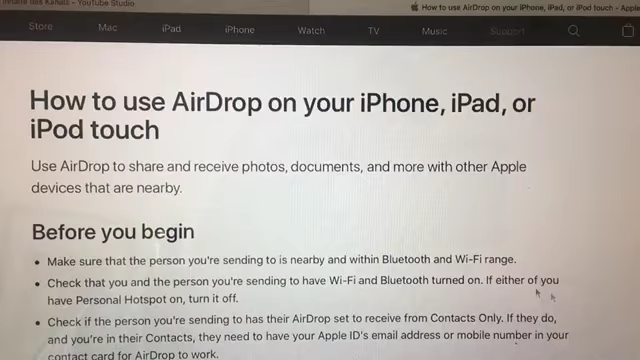 Inhalte des Kanals – YouTube Studio
How to use AirDrop on your iPhone, iPad, or iPod touch - Apple
Store Mac iPad iPhone Watch TV Music Support
How to use AirDrop on your iPhone, iPad, or
iPod touch
Use AirDrop to share and receive photos, documents, and more with other Apple
devices that are nearby.
Before you begin
• Make sure that the person you're sending to is nearby and within Bluetooth and Wi-Fi range.
• Check that you and the person you're sending to have Wi-Fi and Bluetooth turned on. If either of you
have Personal Hotspot on, turn it off.
• Check if the person you're sending to has their AirDrop set to receive from Contacts Only. If they do,
and you're in their Contacts, they need to have your Apple ID's email address or mobile number in your
contact card for AirDrop to work.